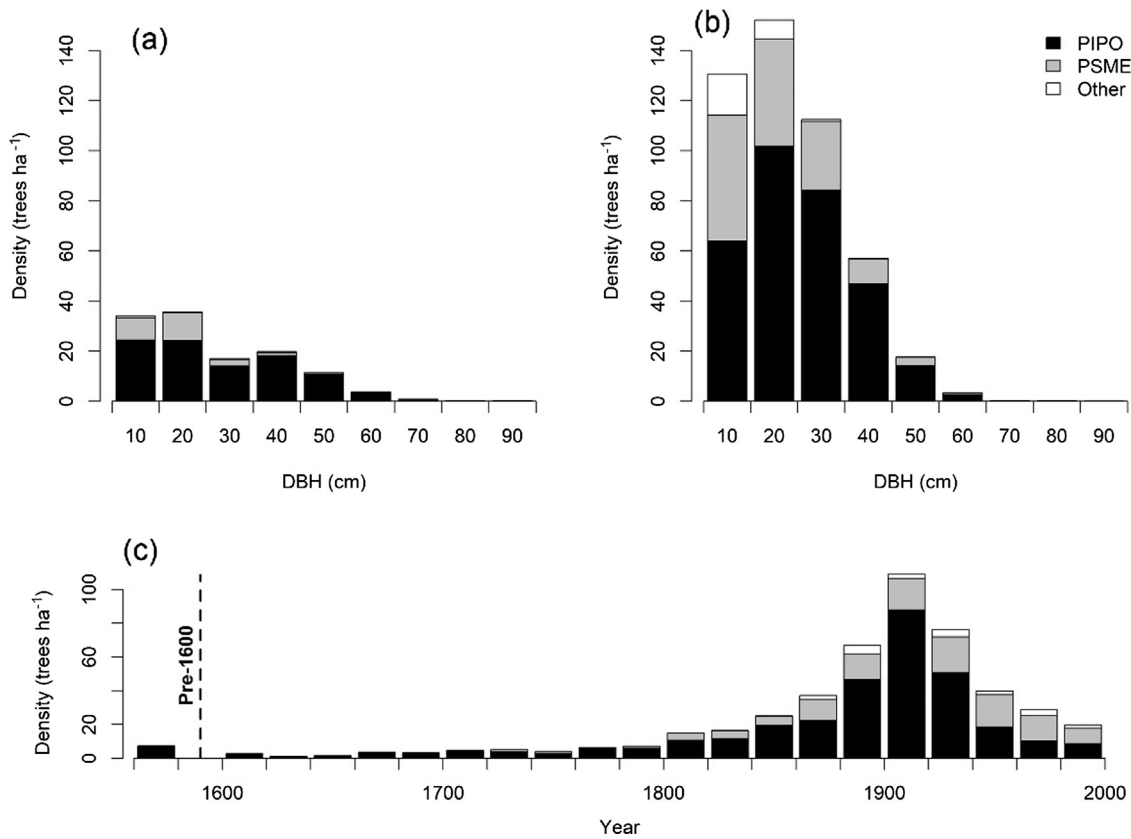 (a)
140
120
100
80
60
40
20
0
Density (trees ha⁻¹)
10 20 30 40 50 60 70 80 90
DBH (cm)
(b)
PIPO
PSME
Other
140
120
100
80
60
40
20
0
Density (trees ha⁻¹)
10 20 30 40 50 60 70 80 90
DBH (cm)
(c)
100
60
20
0
Density (trees ha⁻¹)
Pre-1600
1600 1700 1800 1900 2000
Year